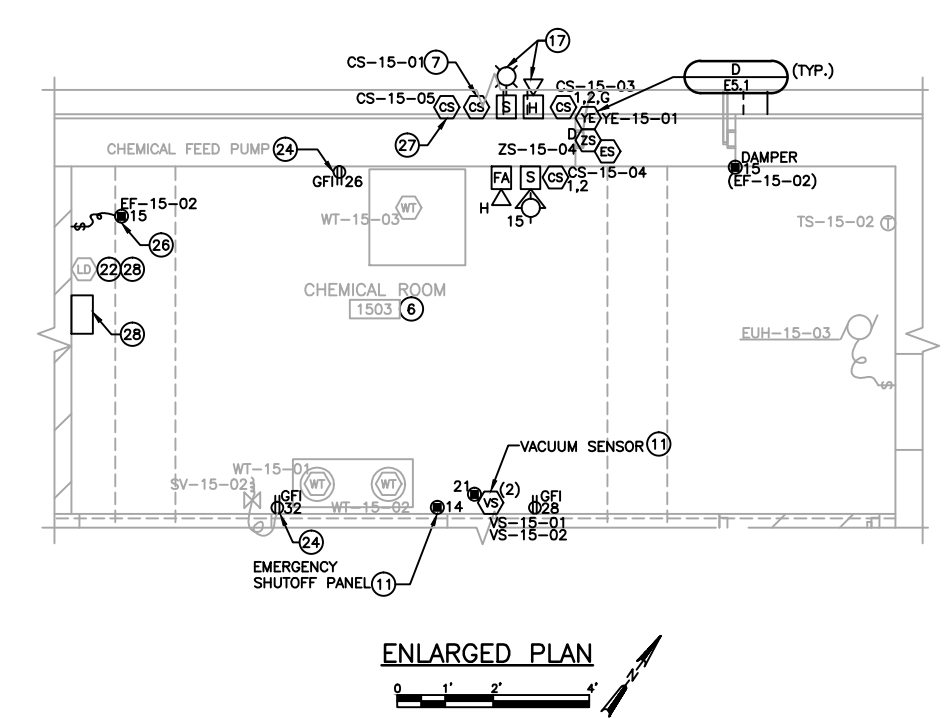 17
CS-15-01 7
D
(TYP.)
E5.1
CS-15-03
1,2,G
CS-15-05
CS
CS
S
H
CS
YE
YE-15-01
27
D
ZS
ZS-15-04
ES
CHEMICAL FEED PUMP 24
GFI 26
FA
S
CS
CS-15-04
1,2
H
15
DAMPER
15
(EF-15-02)
EF-15-02
15
S
26
WT
WT-15-03
TS-15-02 T
LD 22 28
CHEMICAL ROOM
1503 6
28
EUH-15-03
S
VACUUM SENSOR 11
WT-15-01
SV-15-02
WT
WT
WT-15-02
GFI
32
24
14
21
(2)
VS
VS-15-01
VS-15-02
GFI
28
EMERGENCY
SHUTOFF PANEL 11
ENLARGED PLAN
0 1' 2' 4'
N